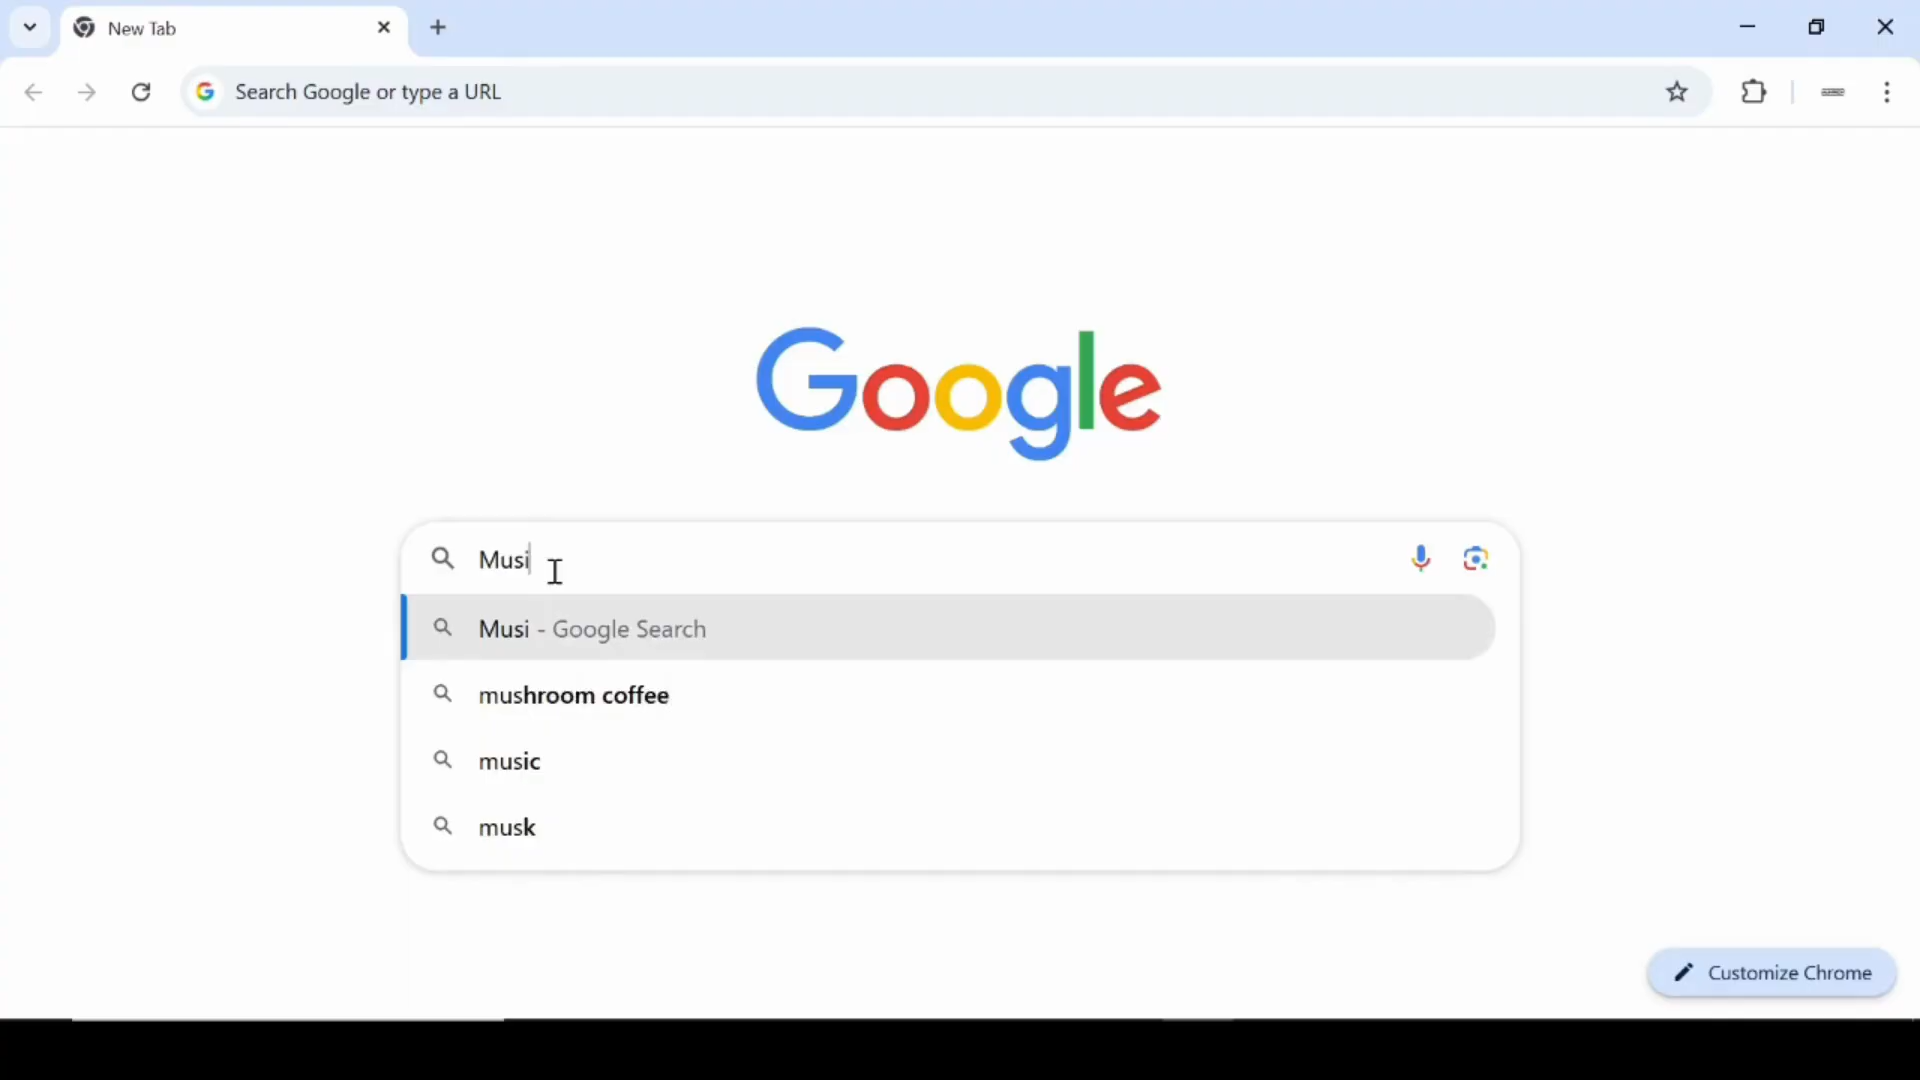 New Tab
Search Google or type a URL
Google
Musi
Musi - Google Search
mushroom coffee
music
musk
Customize Chrome